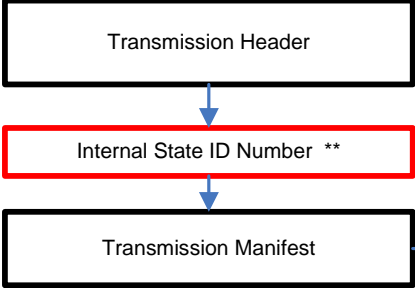 Transmission Header
Internal State ID Number **
Transmission Manifest